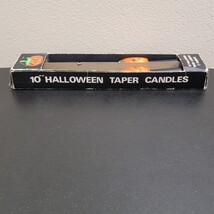 10" HALLOWEEN TAPER CANDLES